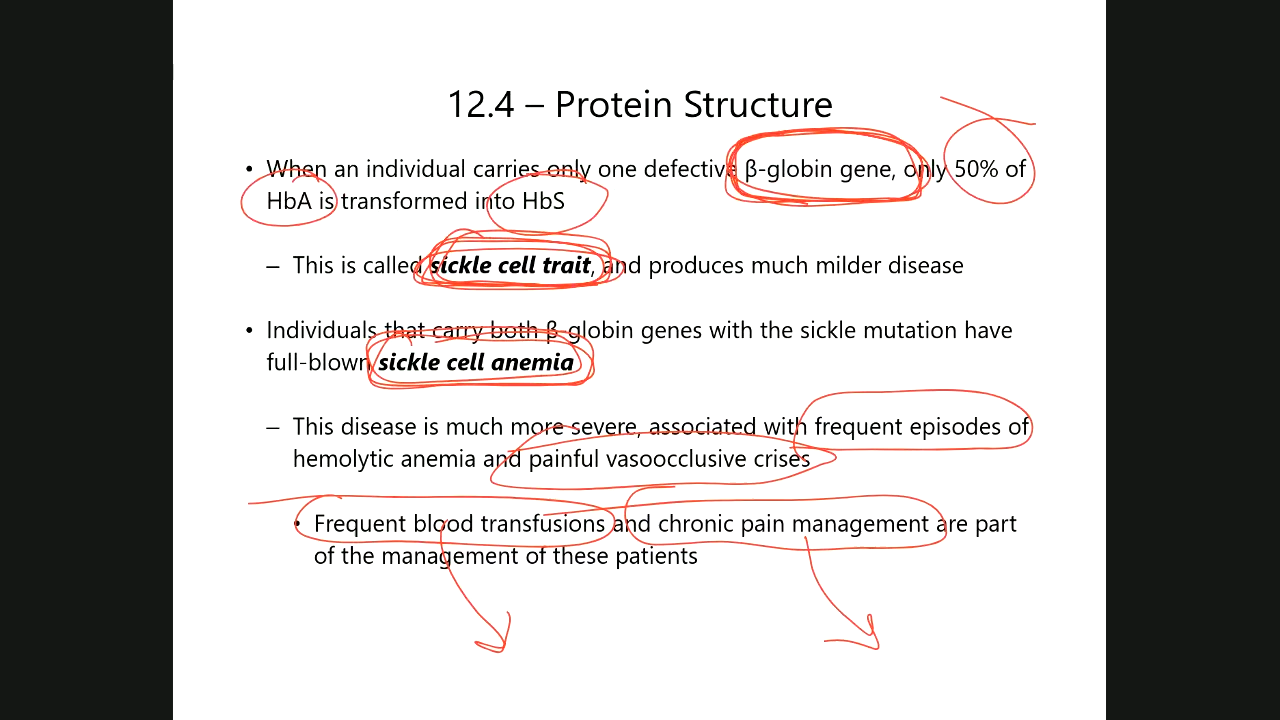 12.4 – Protein Structure
• When an individual carries only one defective β-globin gene, only 50% of
HbA is transformed into HbS
– This is called sickle cell trait, and produces much milder disease
• Individuals that carry both β-globin genes with the sickle mutation have
full-blown sickle cell anemia
– This disease is much more severe, associated with frequent episodes of
hemolytic anemia and painful vasoocclusive crises
• Frequent blood transfusions and chronic pain management are part
of the management of these patients